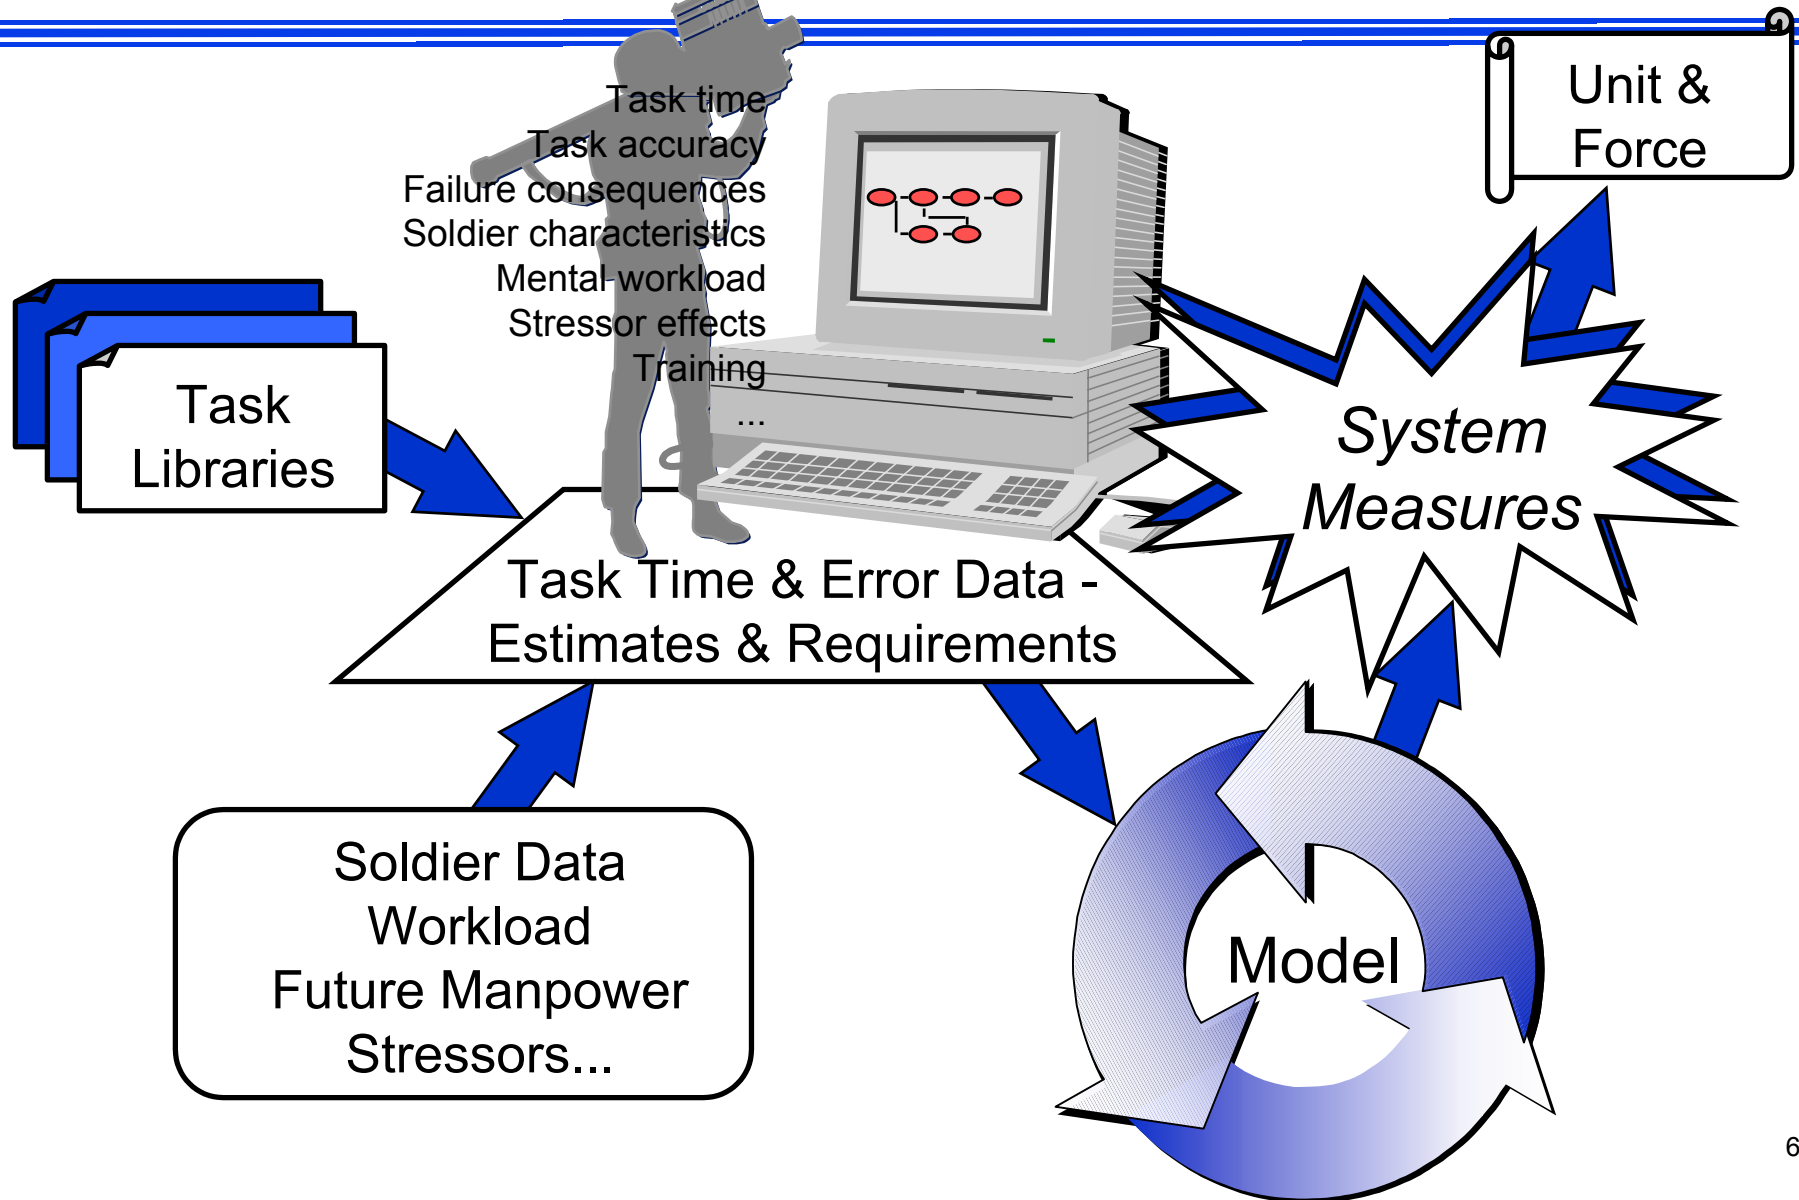 Task time
Task accuracy
Failure consequences
Soldier characteristics
Mental workload
Stressor effects
Training
...
Unit &
Force
Task
Libraries
System
Measures
Task Time & Error Data -
Estimates & Requirements
Soldier Data
Workload
Future Manpower
Stressors...
Model
6